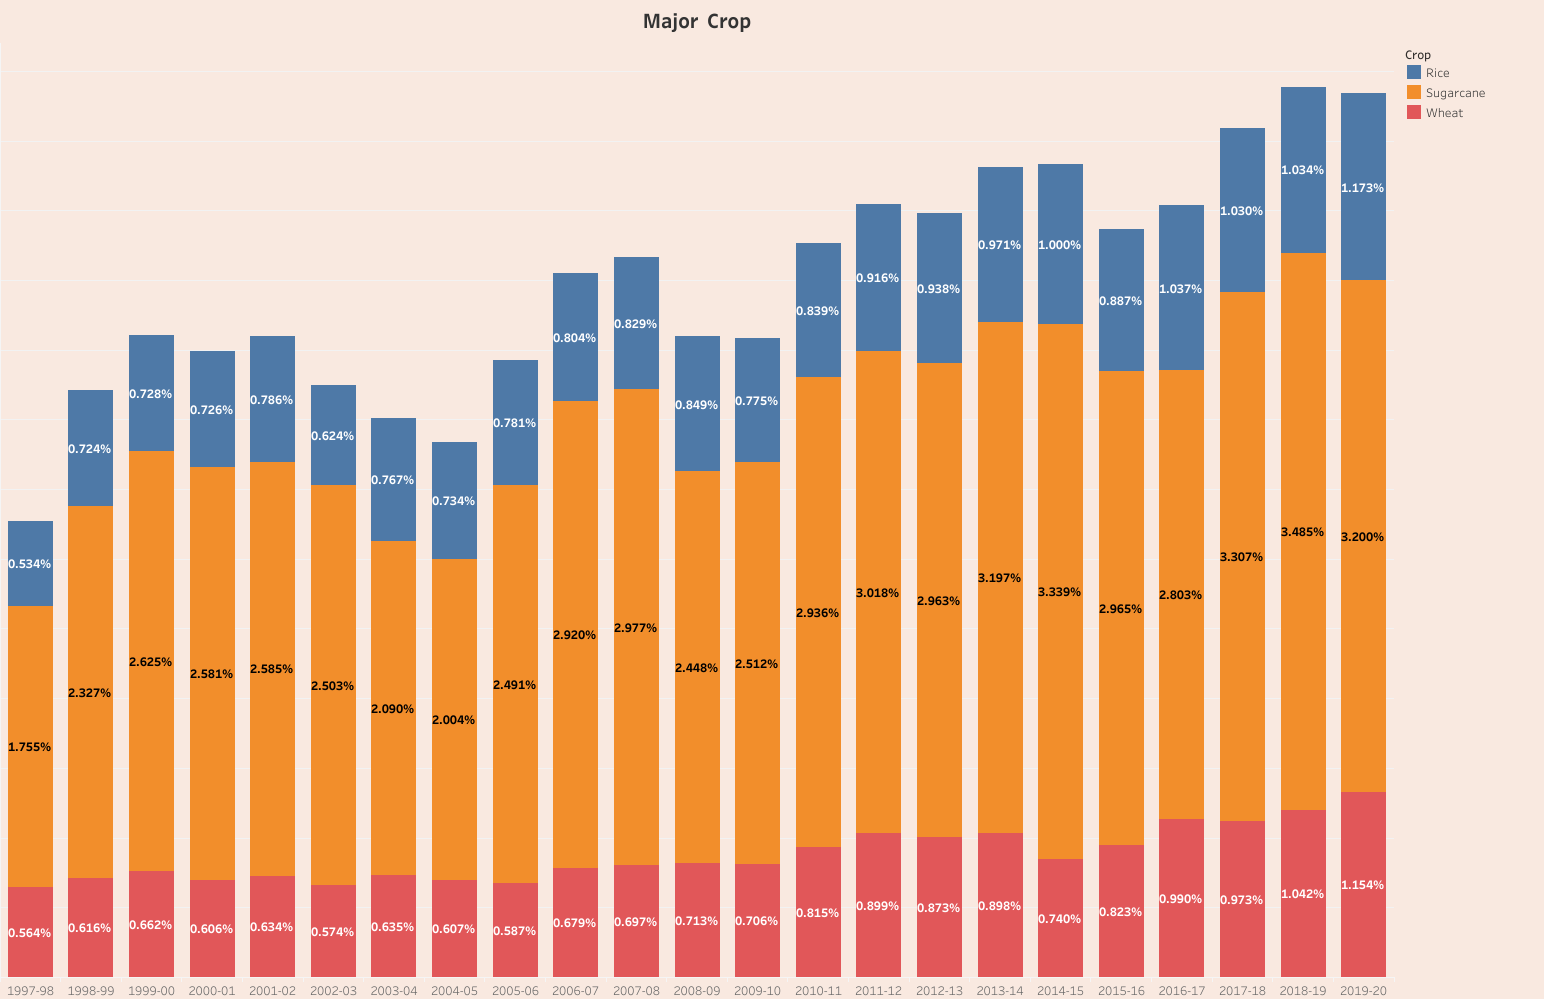 Major Crop
Crop
Rice
Sugarcane
Wheat
0.534% 0.724% 0.728% 0.726% 0.786% 0.624% 0.767% 0.734% 0.781% 0.804% 0.829% 0.849% 0.775% 0.839% 0.916% 0.938% 0.971% 1.000% 0.887% 1.037% 1.030% 1.034% 1.173%
1.755% 2.327% 2.625% 2.581% 2.585% 2.503% 2.090% 2.004% 2.491% 2.920% 2.977% 2.448% 2.512% 2.936% 3.018% 2.963% 3.197% 3.339% 2.965% 2.803% 3.307% 3.485% 3.200%
0.564% 0.616% 0.662% 0.606% 0.634% 0.574% 0.635% 0.607% 0.587% 0.679% 0.697% 0.713% 0.706% 0.815% 0.899% 0.873% 0.898% 0.740% 0.823% 0.990% 0.973% 1.042% 1.154%
1997-98 1998-99 1999-00 2000-01 2001-02 2002-03 2003-04 2004-05 2005-06 2006-07 2007-08 2008-09 2009-10 2010-11 2011-12 2012-13 2013-14 2014-15 2015-16 2016-17 2017-18 2018-19 2019-20